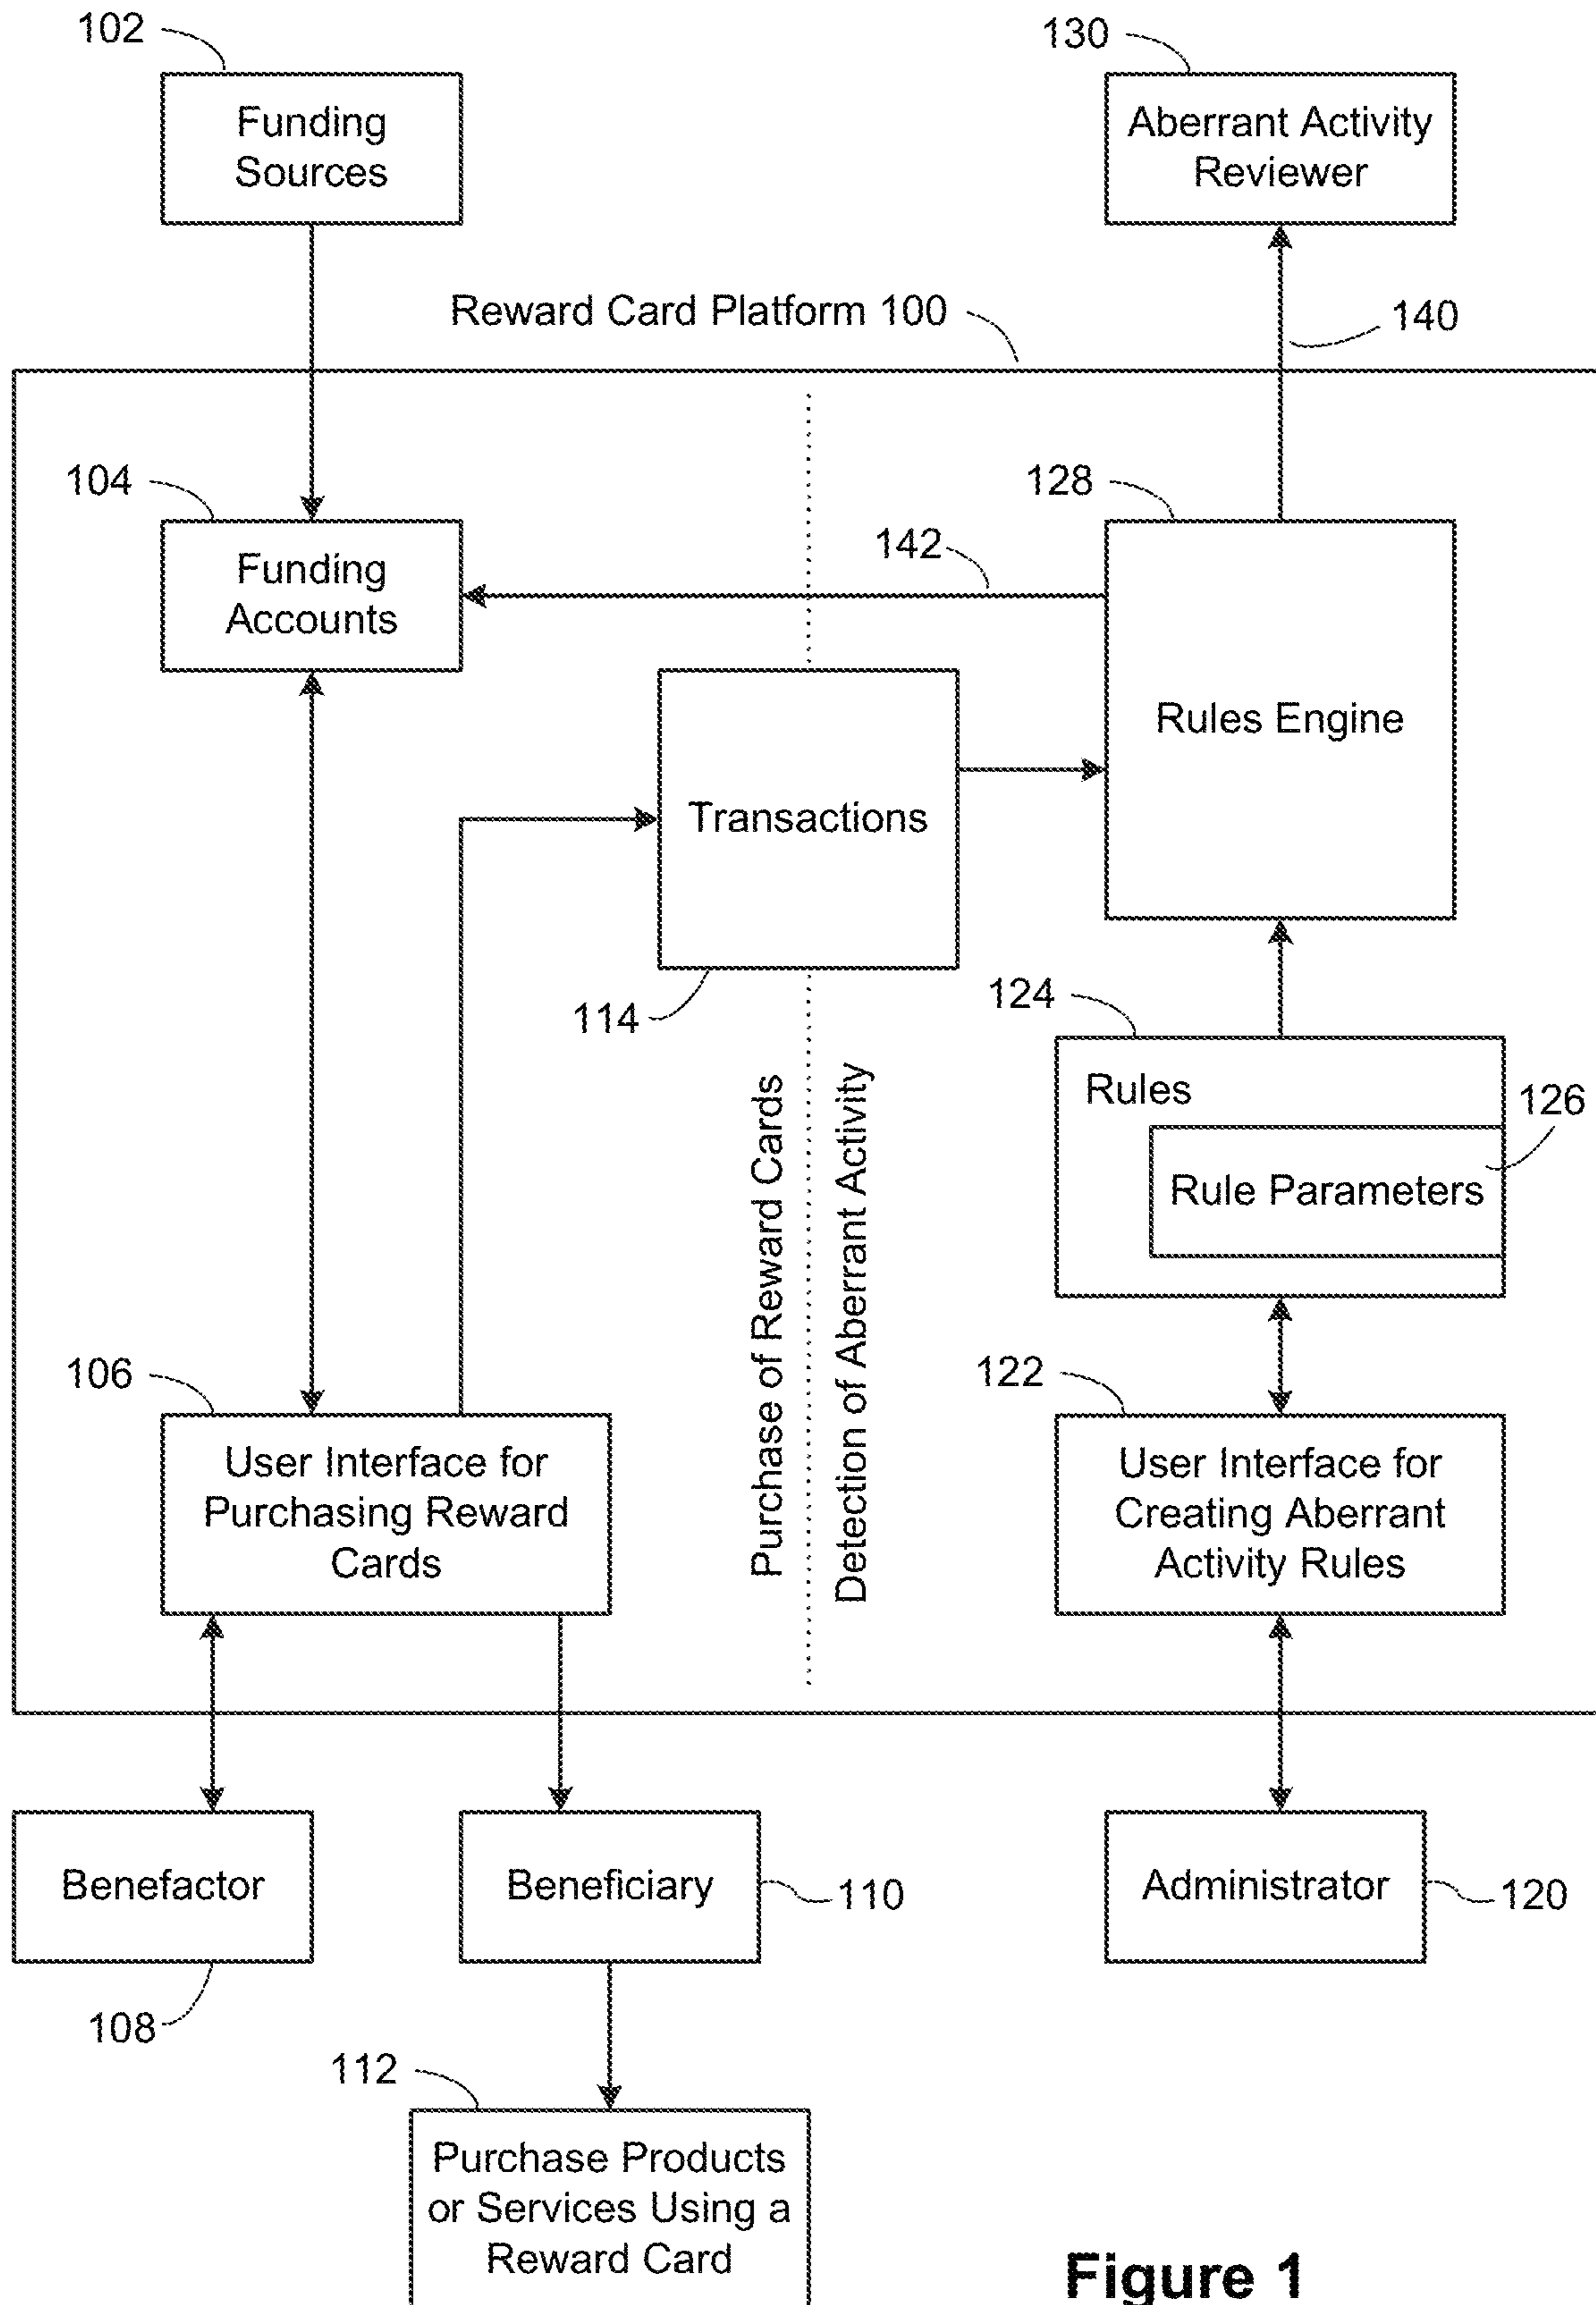 102
130
Funding
Sources
Aberrant Activity
Reviewer
Reward Card Platform 100
140
104
128
Funding
Accounts
142
Rules Engine
Transactions
114
124
Rules
126
Rule Parameters
Purchase of Reward Cards
Detection of Aberrant Activity
106
122
User Interface for
Purchasing Reward
Cards
User Interface for
Creating Aberrant
Activity Rules
Benefactor
Beneficiary
110
Administrator
120
108
112
Purchase Products
or Services Using a
Reward Card
Figure 1